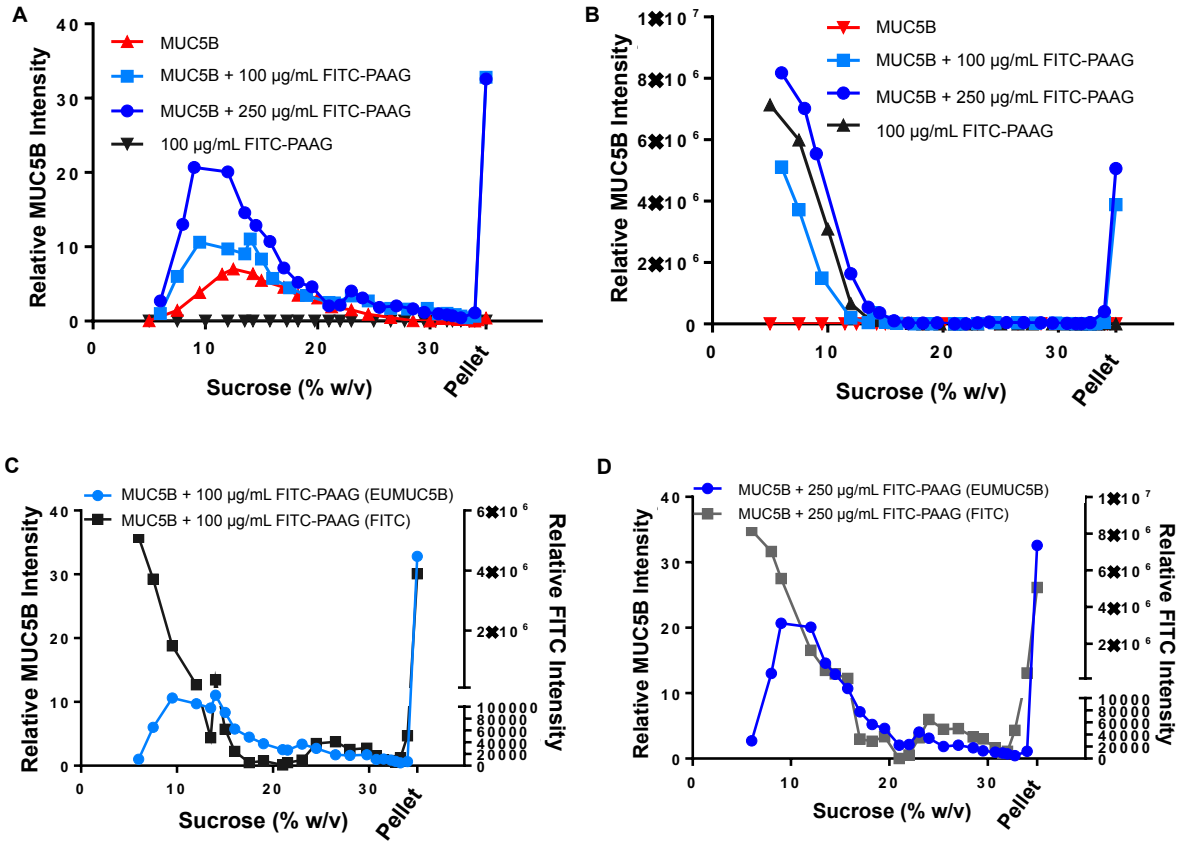 A
Relative MUC5B Intensity
40
30
20
10
0
MUC5B
MUC5B + 100 µg/mL FITC-PAAG
MUC5B + 250 µg/mL FITC-PAAG
100 µg/mL FITC-PAAG
0 10 20 30 Pellet
Sucrose (% w/v)
B
Relative MUC5B Intensity
1✖10 7
8✖10 6
6✖10 6
4✖10 6
2✖10 6
0
MUC5B
MUC5B + 100 µg/mL FITC-PAAG
MUC5B + 250 µg/mL FITC-PAAG
100 µg/mL FITC-PAAG
0 10 20 30 Pellet
Sucrose (% w/v)
C
MUC5B + 100 µg/mL FITC-PAAG (EUMUC5B)
MUC5B + 100 µg/mL FITC-PAAG (FITC)
Relative MUC5B Intensity
40
30
20
10
0
6✖10 6
4✖10 6
2✖10 6
100000
80000
60000
40000
20000
0
Relative FITC Intensity
0 10 20 30 Pellet
Sucrose (% w/v)
D
MUC5B + 250 µg/mL FITC-PAAG (EUMUC5B)
MUC5B + 250 µg/mL FITC-PAAG (FITC)
Relative MUC5B Intensity
40
30
20
10
0
1✖10 7
8✖10 6
6✖10 6
4✖10 6
2✖10 6
100000
80000
60000
40000
20000
0
Relative FITC Intensity
0 10 20 30 Pellet
Sucrose (% w/v)